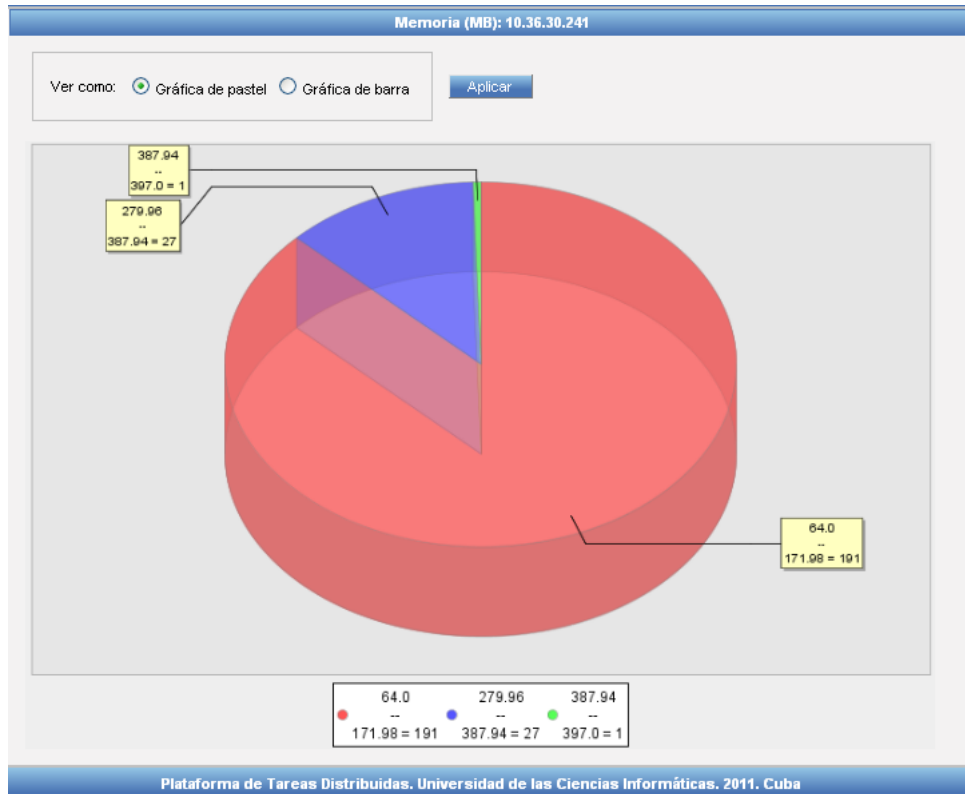 Memoria (MB): 10.36.30.241
Ver como: Gráfica de pastel Gráfica de barra Aplicar
387.94
--
397.0 = 1
279.96
--
387.94 = 27
64.0
--
171.98 = 191
64.0 279.96 387.94
-- -- --
171.98 = 191 387.94 = 27 397.0 = 1
Plataforma de Tareas Distribuidas. Universidad de las Ciencias Informáticas. 2011. Cuba